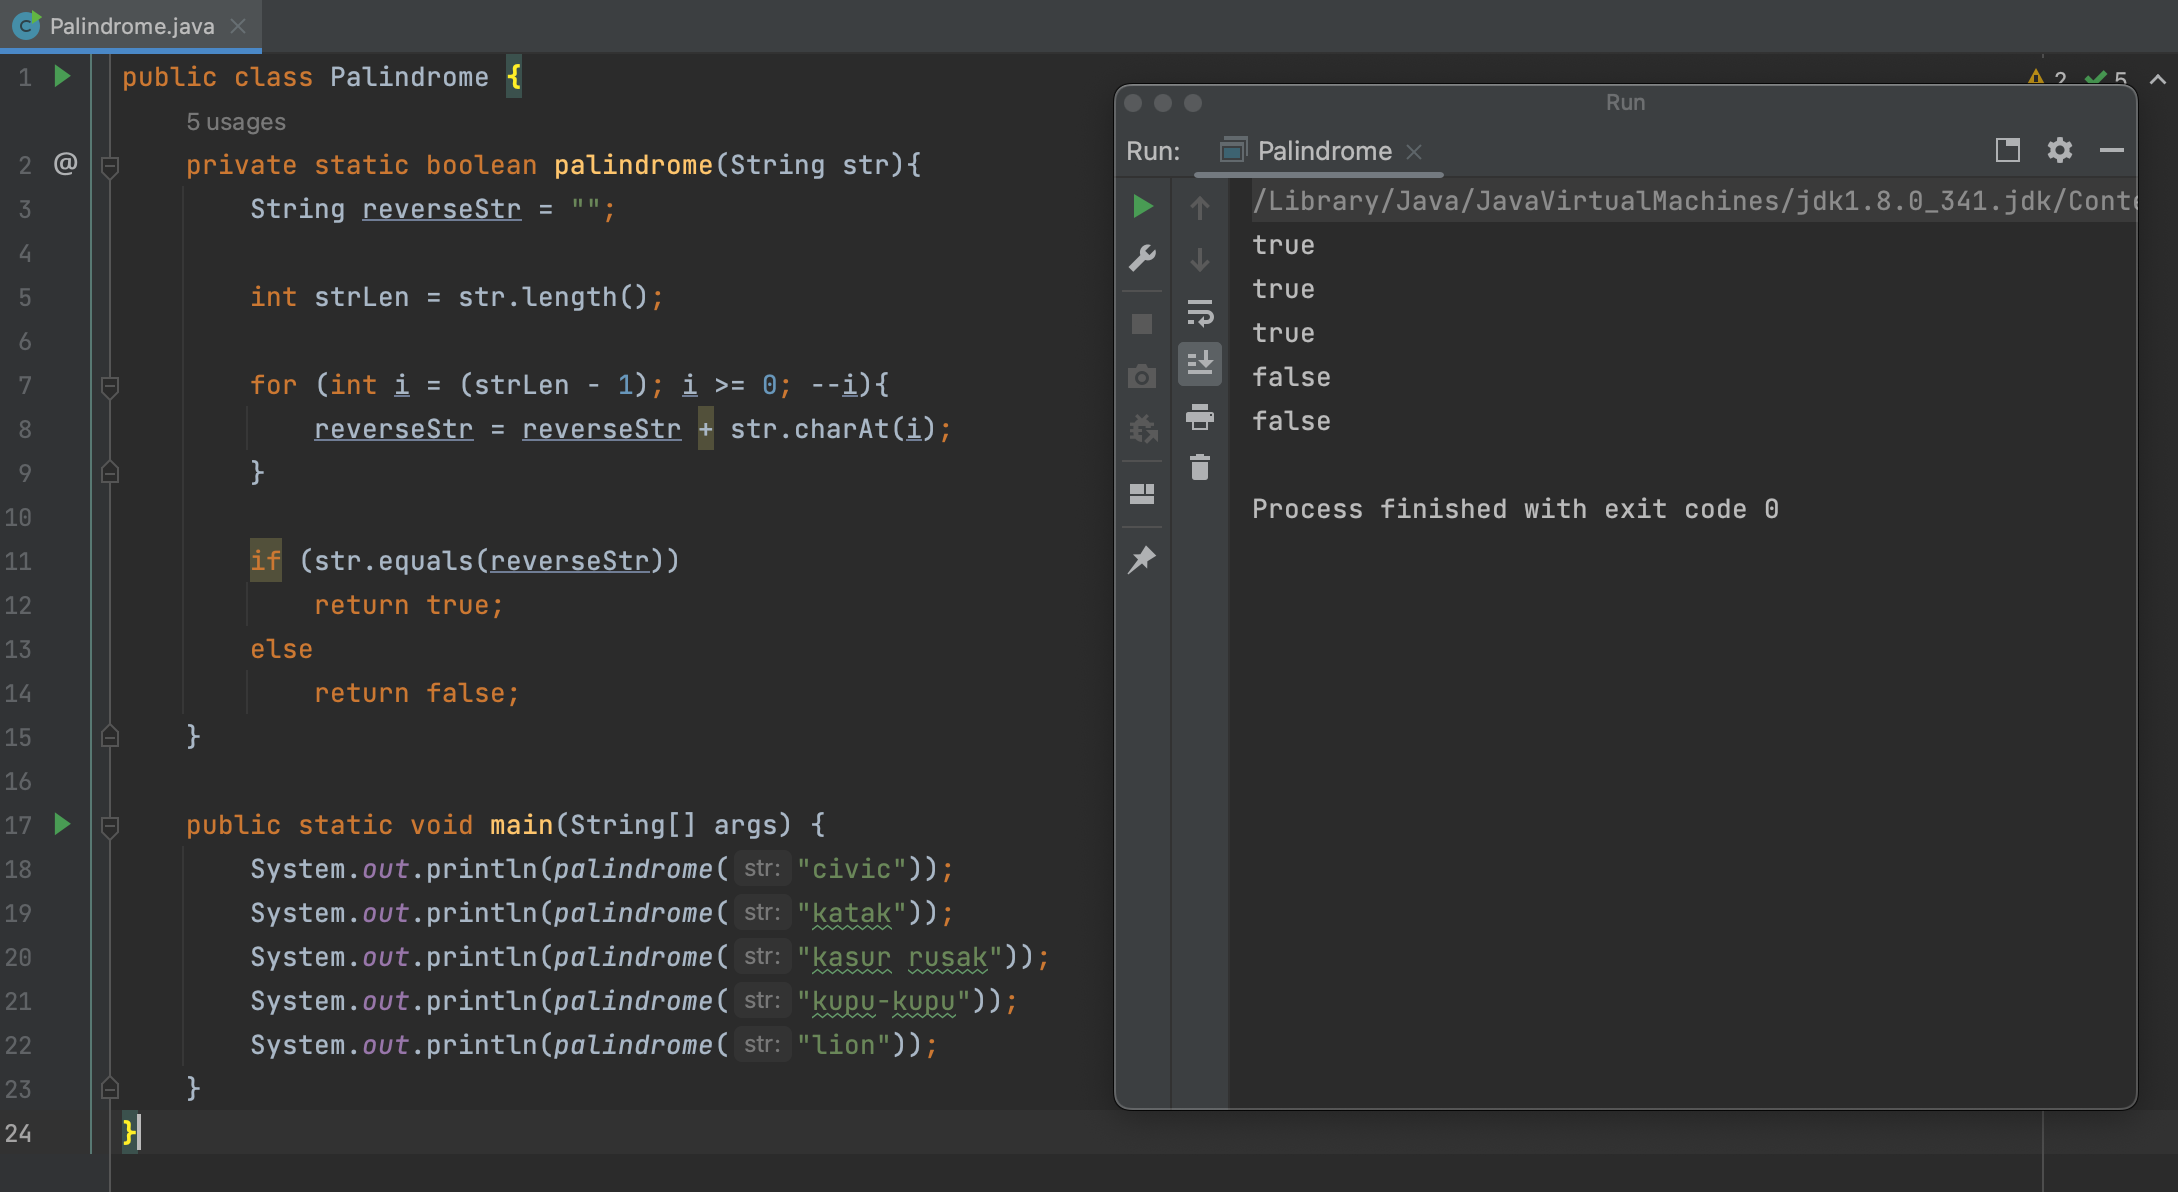 Palindrome.java
1 public class Palindrome {
5 usages
2 @ private static boolean palindrome(String str){
3 String reverseStr = "";
4
5 int strLen = str.length();
6
7 for (int i = (strLen - 1); i >= 0; --i){
8 reverseStr = reverseStr + str.charAt(i);
9 }
10
11 if (str.equals(reverseStr))
12 return true;
13 else
14 return false;
15 }
16
17 public static void main(String[] args) {
18 System.out.println(palindrome( str: "civic"));
19 System.out.println(palindrome( str: "katak"));
20 System.out.println(palindrome( str: "kasur rusak"));
21 System.out.println(palindrome( str: "kupu-kupu"));
22 System.out.println(palindrome( str: "lion"));
23 }
24 }
2 5
Run
Run: Palindrome
/Library/Java/JavaVirtualMachines/jdk1.8.0_341.jdk/Conte
true
true
true
false
false
Process finished with exit code 0